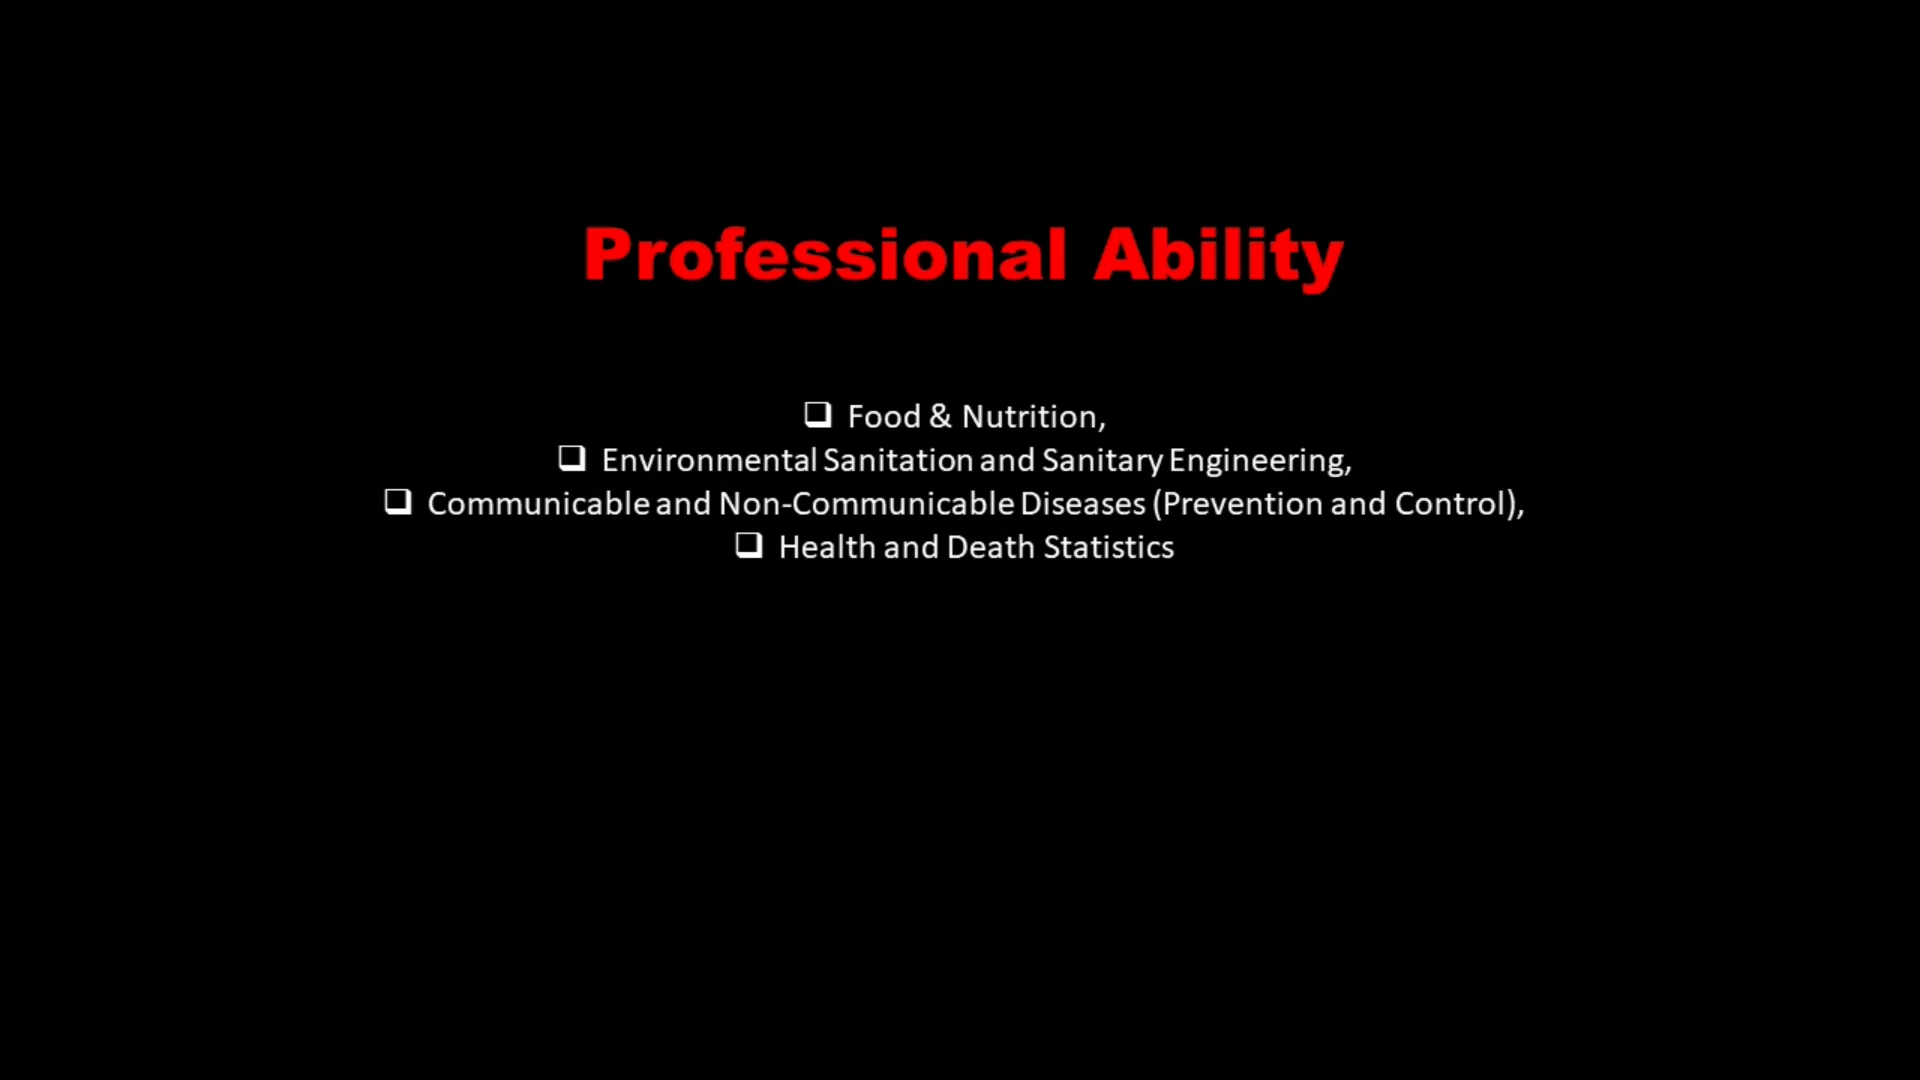 Professional Ability
❑ Food & Nutrition,
❑ Environmental Sanitation and Sanitary Engineering,
❑ Communicable and Non-Communicable Diseases (Prevention and Control),
❑ Health and Death Statistics